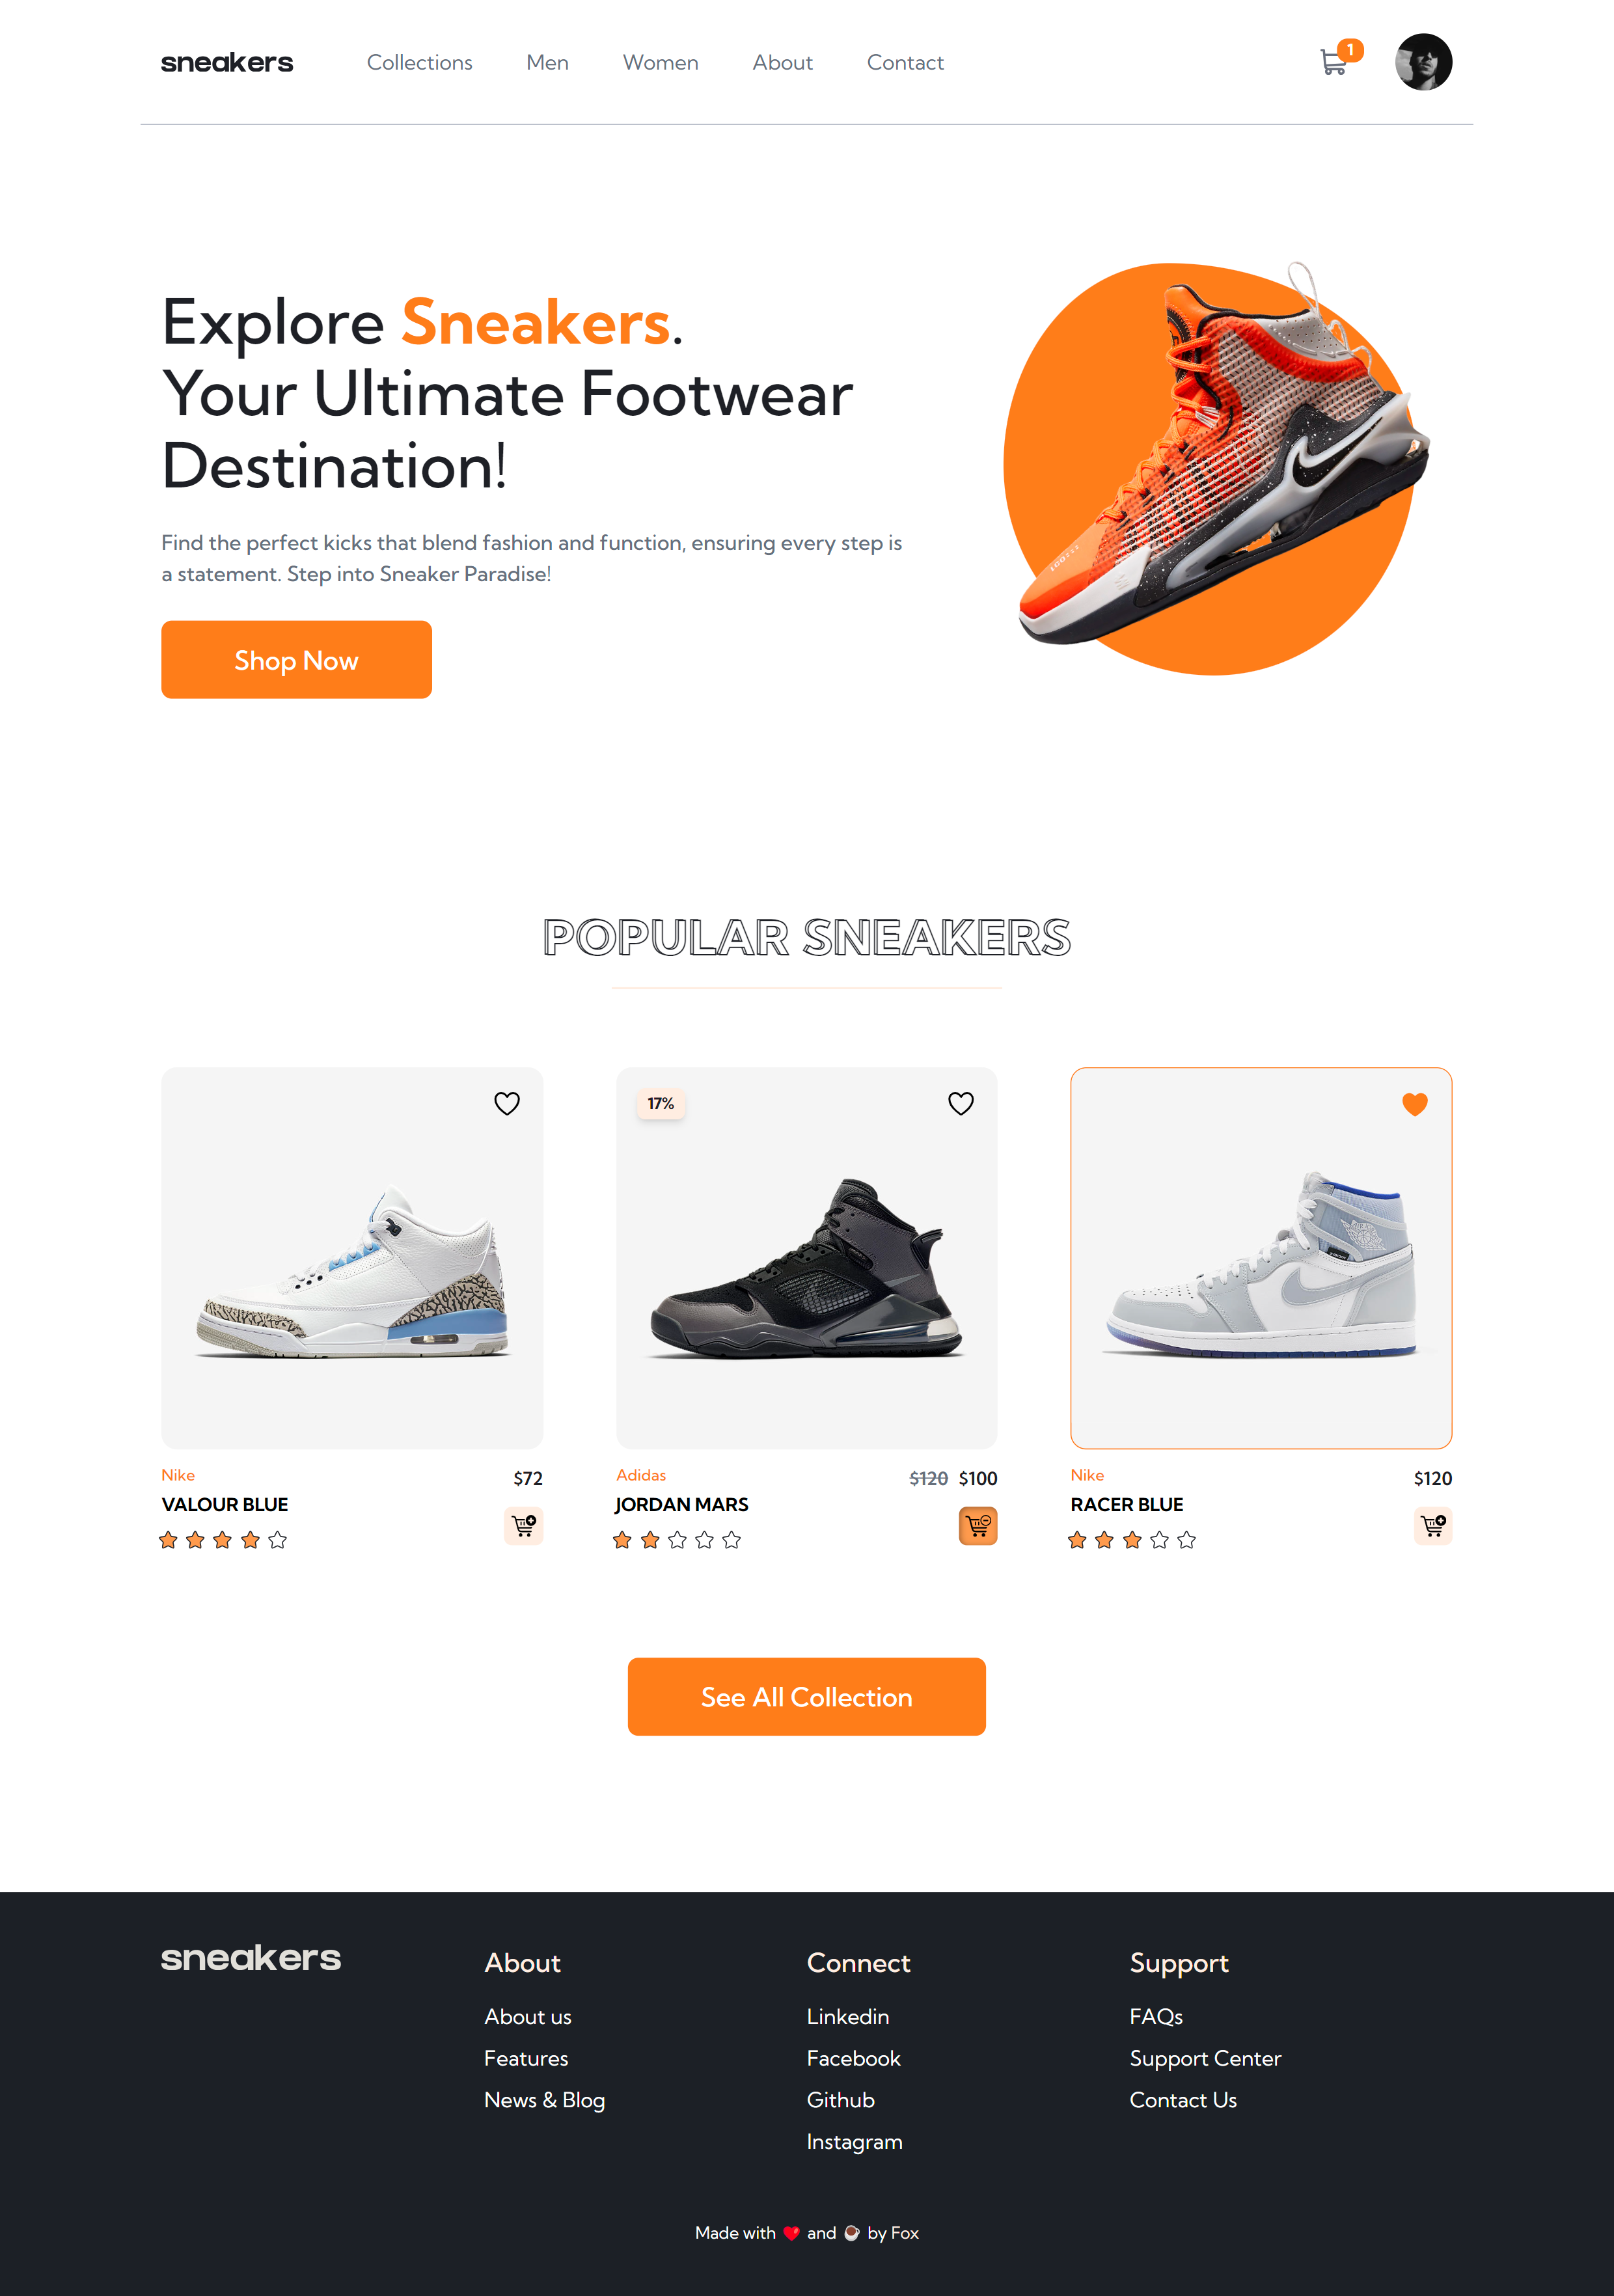 sneakers
Collections
Men
Women
About
Contact
1
Explore Sneakers.
Your Ultimate Footwear
Destination!
Find the perfect kicks that blend fashion and function, ensuring every step is
a statement. Step into Sneaker Paradise!
Shop Now
POPULAR SNEAKERS
17%
Nike
$72
VALOUR BLUE
Adidas
$120 $100
JORDAN MARS
Nike
$120
RACER BLUE
See All Collection
sneakers
About
About us
Features
News & Blog
Connect
Linkedin
Facebook
Github
Instagram
Support
FAQs
Support Center
Contact Us
Made with ❤️ and ☕ by Fox